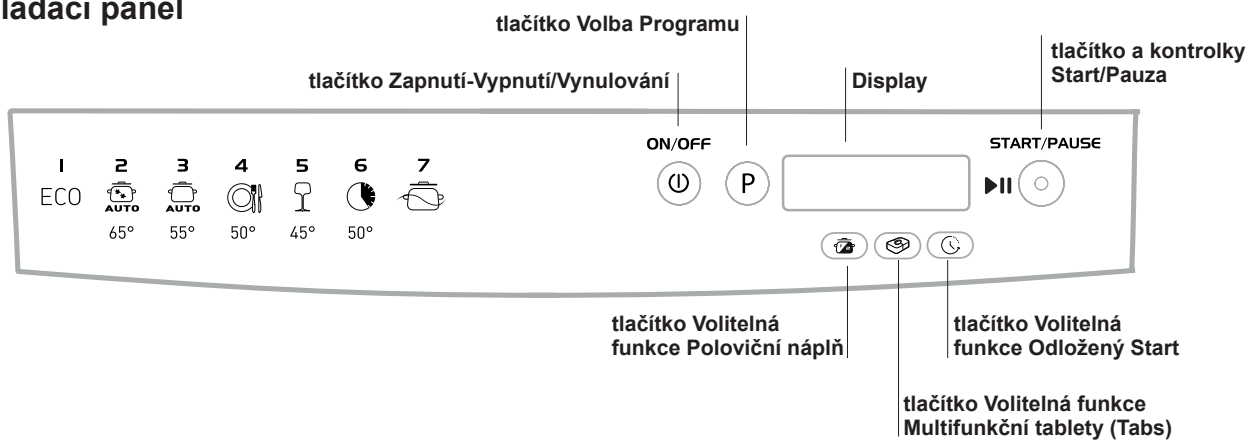 ládací panel
tlačítko Volba Programu
tlačítko a kontrolky
Start/Pauza
tlačítko Zapnutí-Vypnutí/Vynulování
Display
ON/OFF
START/PAUSE
1 2 3 4 5 6 7
ECO AUTO AUTO
P
65° 55° 50° 45° 50°
tlačítko Volitelná
funkce Poloviční náplň
tlačítko Volitelná
funkce Odložený Start
tlačítko Volitelná funkce
Multifunkční tablety (Tabs)